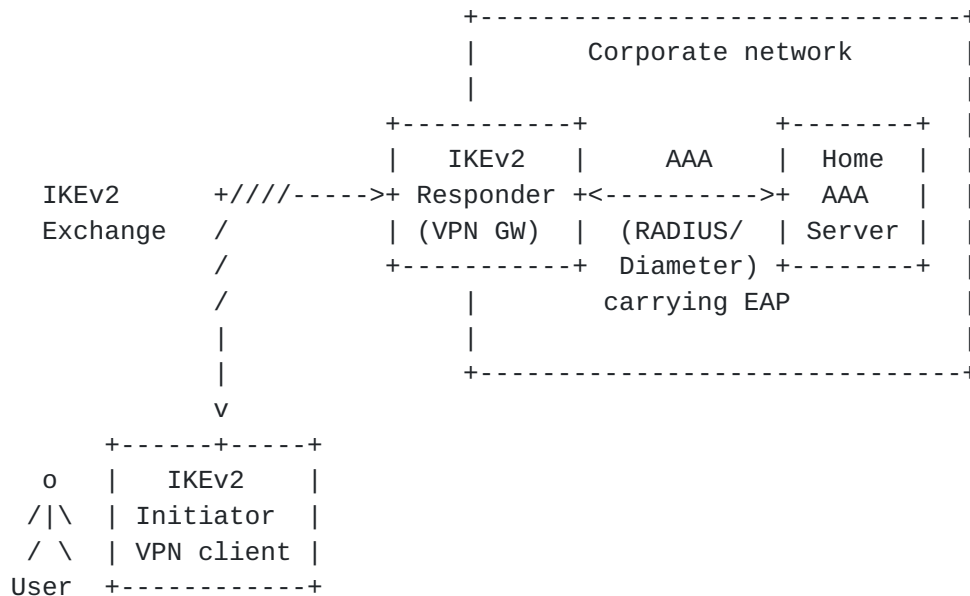 Corporate network
IKEv2 AAA Home
IKEv2 Responder AAA
Exchange (VPN GW) (RADIUS/ Server
Diameter)
carrying EAP
v
o IKEv2
Initiator
VPN client
User